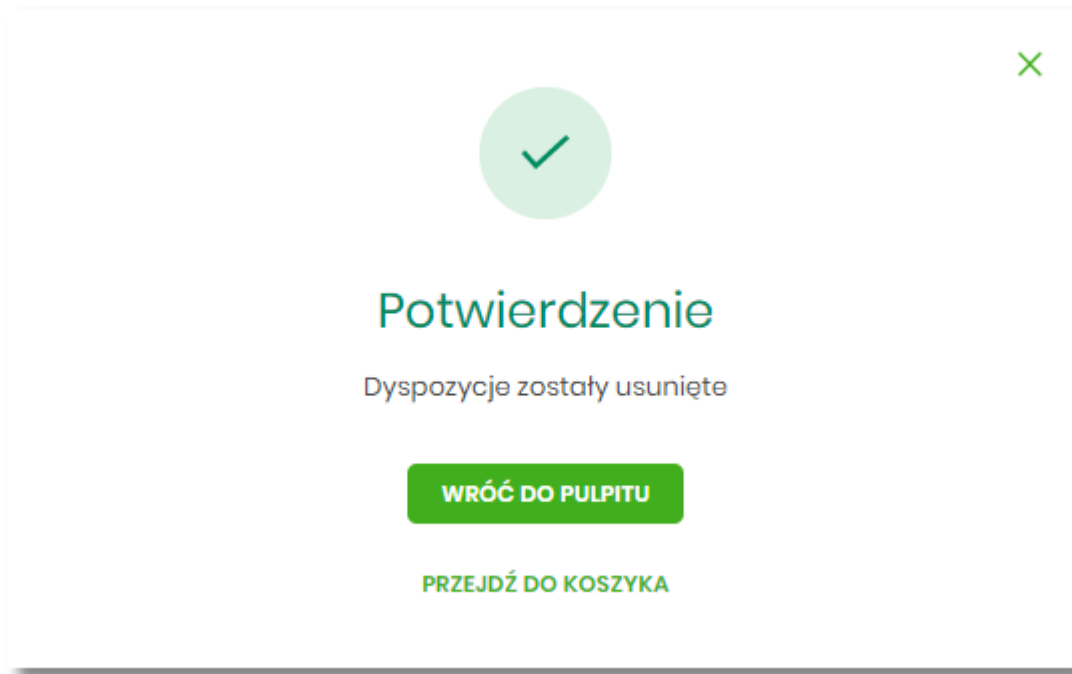 Potwierdzenie
Dyspozycje zostały usunięte
WRÓĆ DO PULPITU
PRZEJDŹ DO KOSZYKA